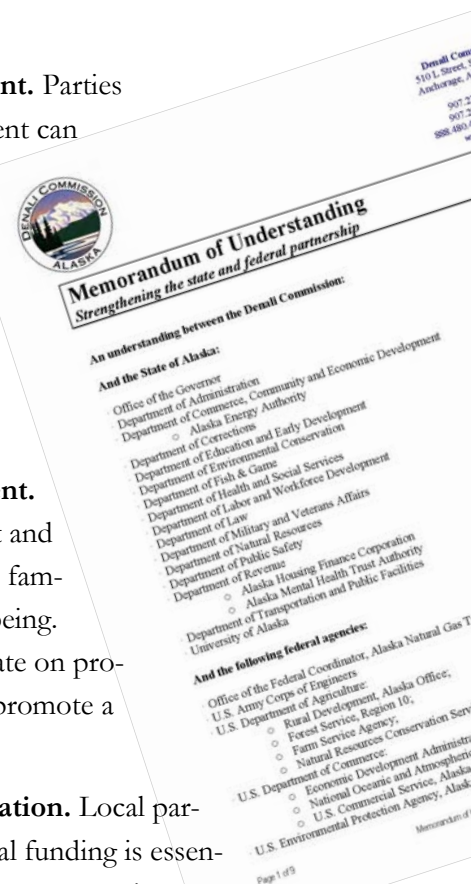 nt. Parties
ent can
nt.
t and
fam-
eing.
ate on pro-
promote a
ation. Local par-
al funding is essen-
Denali Com
510 L Street, S
Anchorage, A
907.2
907.2
888.480.4
DENALI COMMISSION
ALASKA
Memorandum of Understanding
Strengthening the state and federal partnership
An understanding between the Denali Commission:
And the State of Alaska:
Office of the Governor
Department of Administration
Department of Commerce, Community and Economic Development
Alaska Energy Authority
Department of Corrections
Department of Education and Early Development
Department of Environmental Conservation
Department of Fish & Game
Department of Health and Social Services
Department of Labor and Workforce Development
Department of Law
Department of Military and Veterans Affairs
Department of Natural Resources
Department of Public Safety
Department of Revenue
Alaska Housing Finance Corporation
Alaska Mental Health Trust Authority
Department of Transportation and Public Facilities
University of Alaska
And the following federal agencies:
Office of the Federal Coordinator, Alaska Natural Gas T
U.S. Army Corps of Engineers
U.S. Department of Agriculture:
Rural Development, Alaska Office;
Forest Service, Region 10;
Farm Service Agency;
Natural Resources Conservation Serv
U.S. Department of Commerce:
Economic Development Administra
National Oceanic and Atmospheri
U.S. Commercial Service, Alaska
U.S. Environmental Protection Agency, Alask
Page 1 of 9
Memorandum of